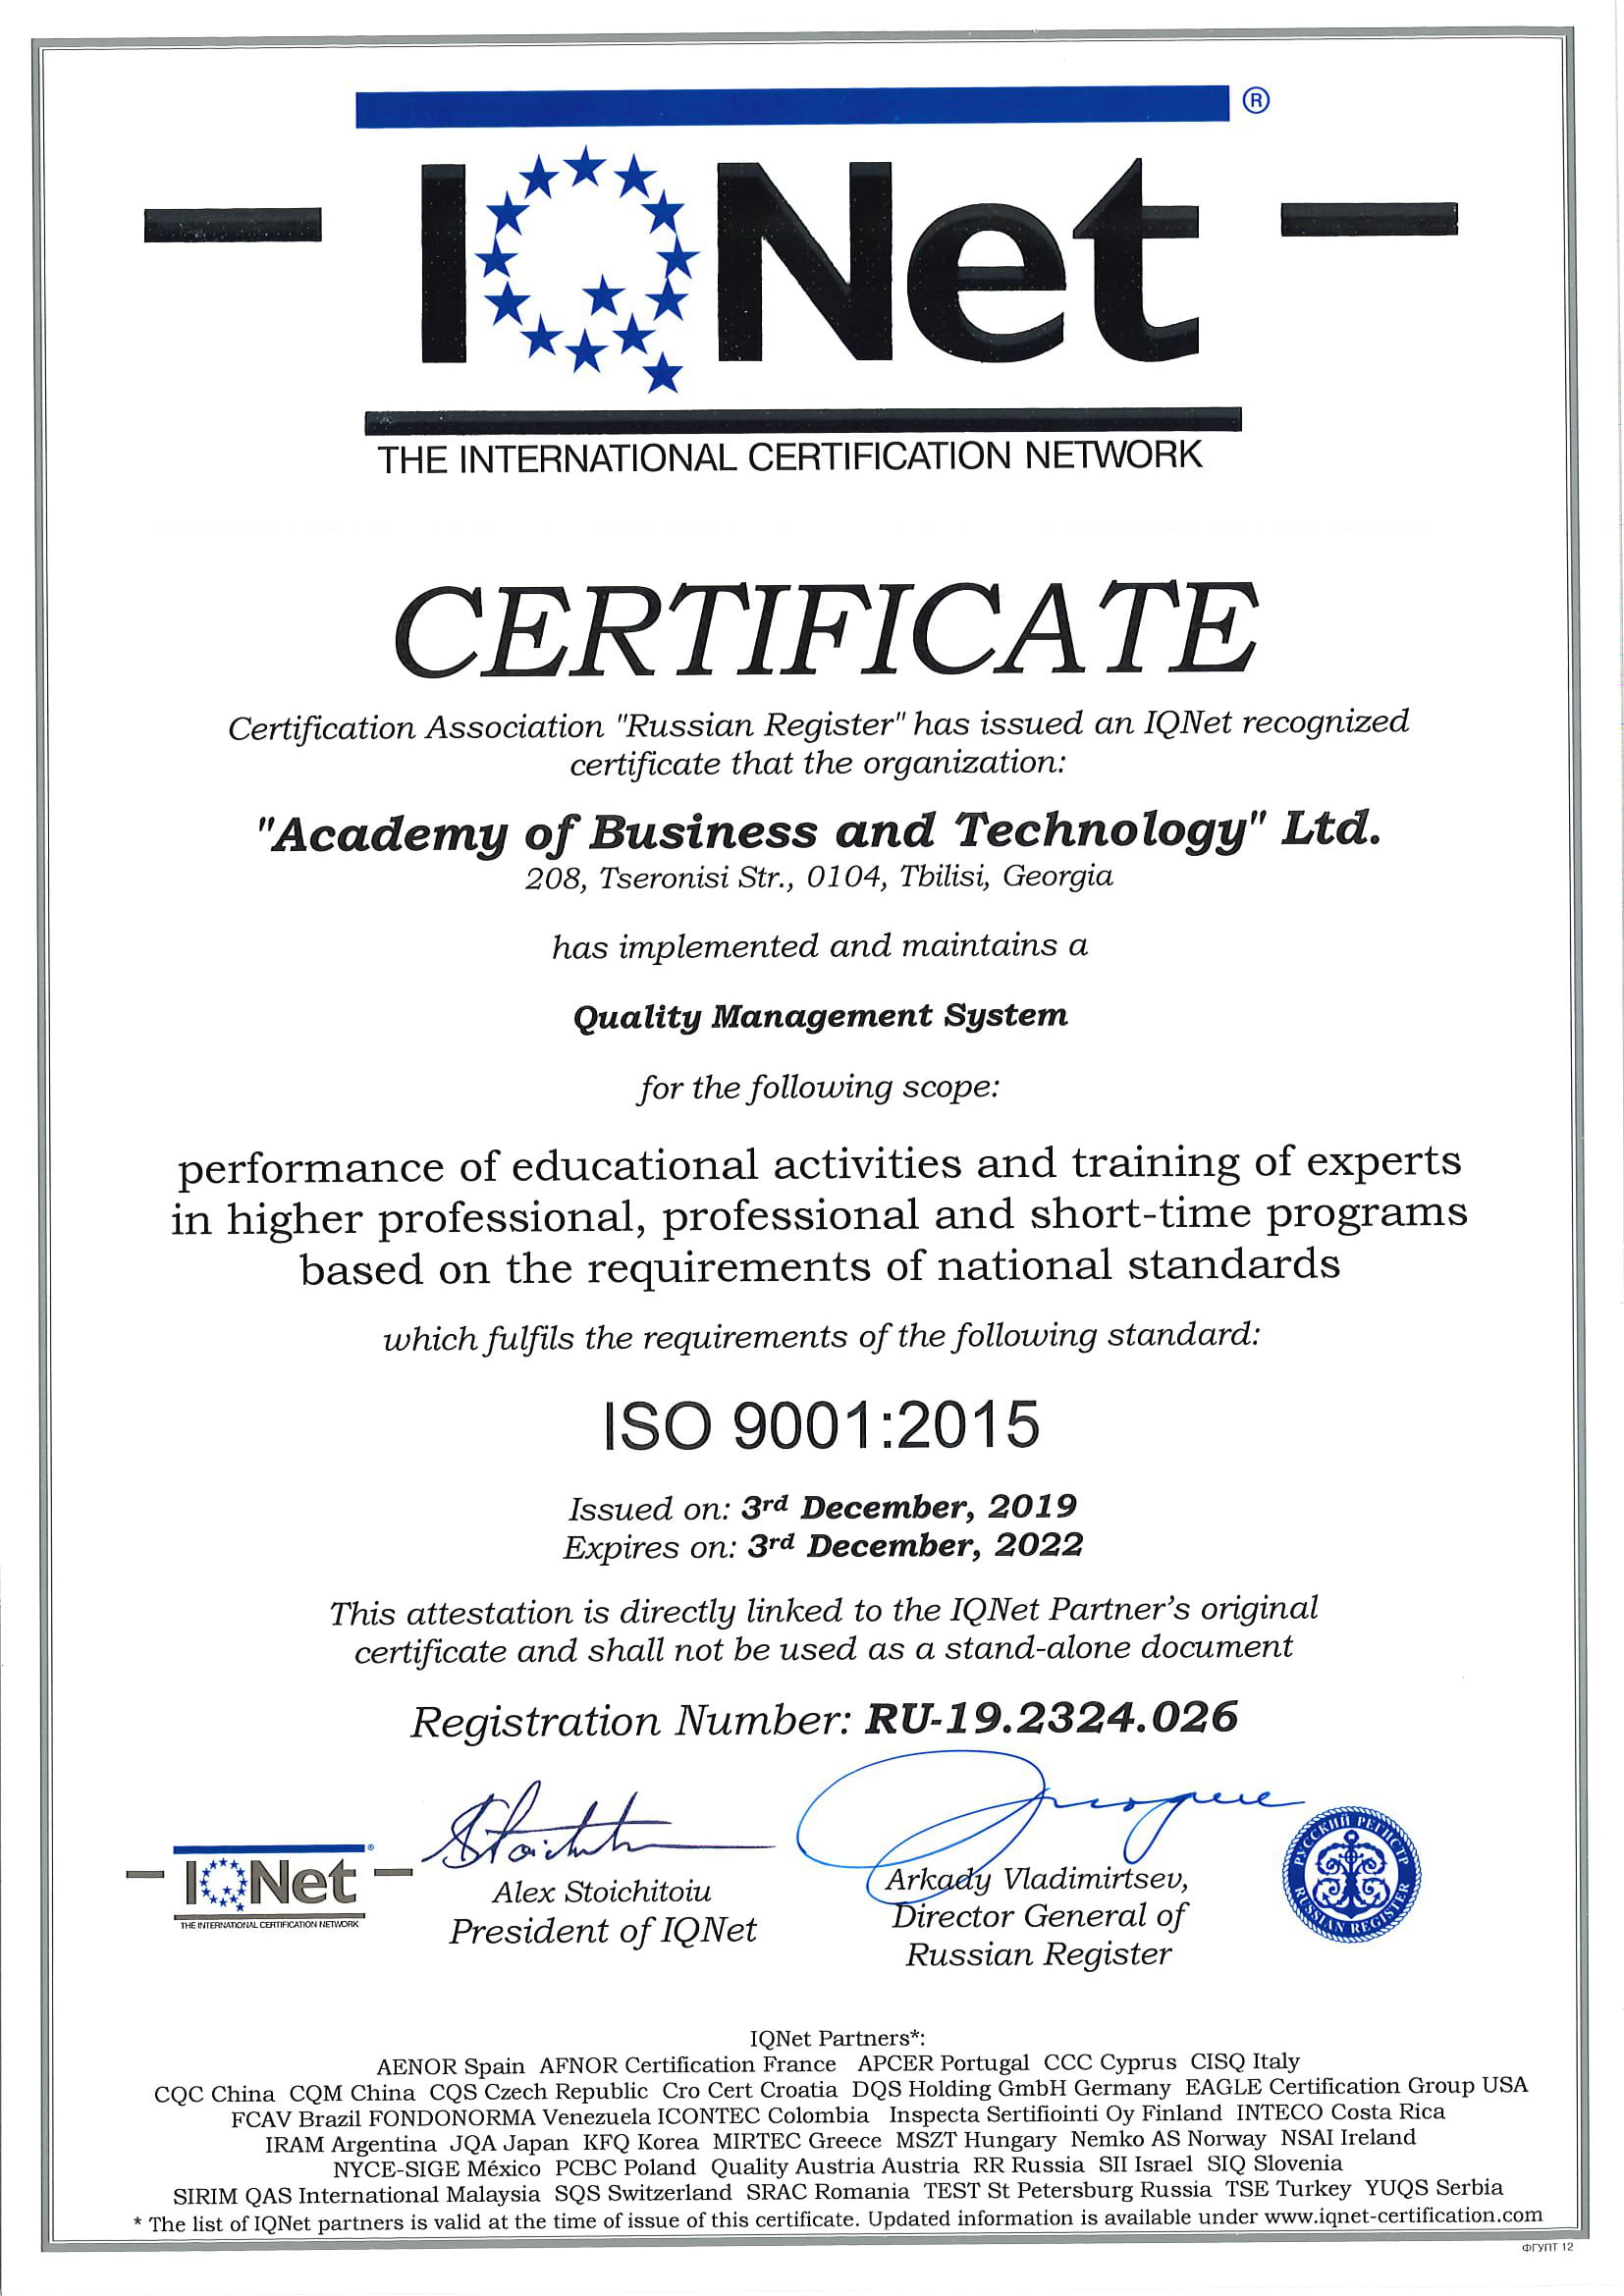 IQNet ®
THE INTERNATIONAL CERTIFICATION NETWORK
CERTIFICATE
Certification Association "Russian Register" has issued an IQNet recognized
certificate that the organization:
"Academy of Business and Technology" Ltd.
208, Tseronisi Str., 0104, Tbilisi, Georgia
has implemented and maintains a
Quality Management System
for the following scope:
performance of educational activities and training of experts
in higher professional, professional and short-time programs
based on the requirements of national standards
which fulfils the requirements of the following standard:
ISO 9001:2015
Issued on: 3rd December, 2019
Expires on: 3rd December, 2022
This attestation is directly linked to the IQNet Partner's original
certificate and shall not be used as a stand-alone document
Registration Number: RU-19.2324.026
IQNet ®
THE INTERNATIONAL CERTIFICATION NETWORK
Alex Stoichitoiu
President of IQNet
Arkady Vladimirtsev,
Director General of
Russian Register
РУССКИЙ РЕГИСТР
RUSSIAN REGISTER
IQNet Partners*:
AENOR Spain AFNOR Certification France APCER Portugal CCC Cyprus CISQ Italy
CQC China CQM China CQS Czech Republic Cro Cert Croatia DQS Holding GmbH Germany EAGLE Certification Group USA
FCAV Brazil FONDONORMA Venezuela ICONTEC Colombia Inspecta Sertifiointi Oy Finland INTECO Costa Rica
IRAM Argentina JQA Japan KFQ Korea MIRTEC Greece MSZT Hungary Nemko AS Norway NSAI Ireland
NYCE-SIGE México PCBC Poland Quality Austria Austria RR Russia SII Israel SIQ Slovenia
SIRIM QAS International Malaysia SQS Switzerland SRAC Romania TEST St Petersburg Russia TSE Turkey YUQS Serbia
* The list of IQNet partners is valid at the time of issue of this certificate. Updated information is available under www.iqnet-certification.com